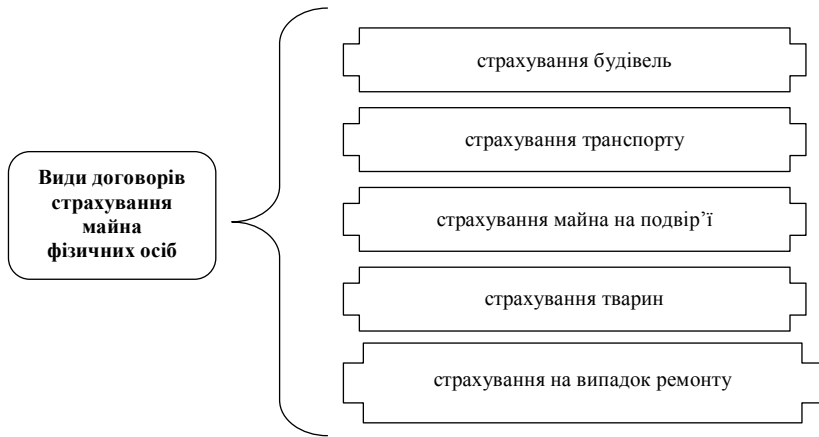 Види договорів
страхування
майна
фізичних осіб
страхування будівель
страхування транспорту
страхування майна на подвір’ї
страхування тварин
страхування на випадок ремонту